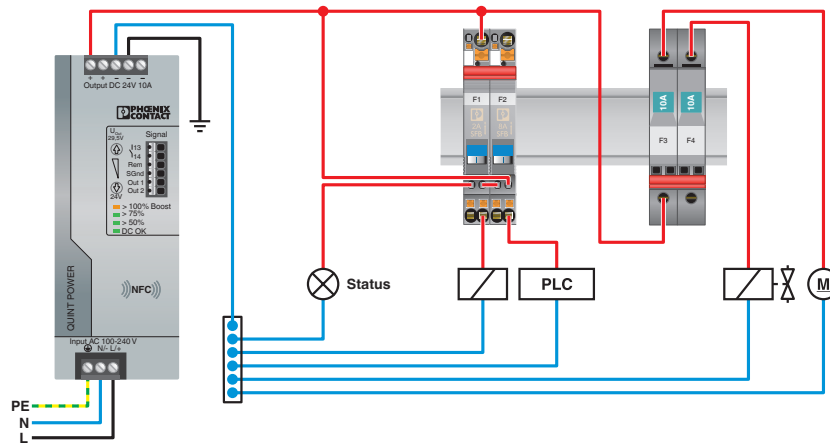 + + − − −
Output DC 24V 10A
PHŒNIX
CONTACT
UOut
29,5V
Signal
13
14
Rem
SGnd
Out 1
Out 2
24V
> 100% Boost
> 75%
> 50%
DC OK
QUINT POWER
NFC
Input AC 100-240 V
N/- L/+
PE
N
L
F1
F2
Status
PLC
10A
10A
F3
F4
M